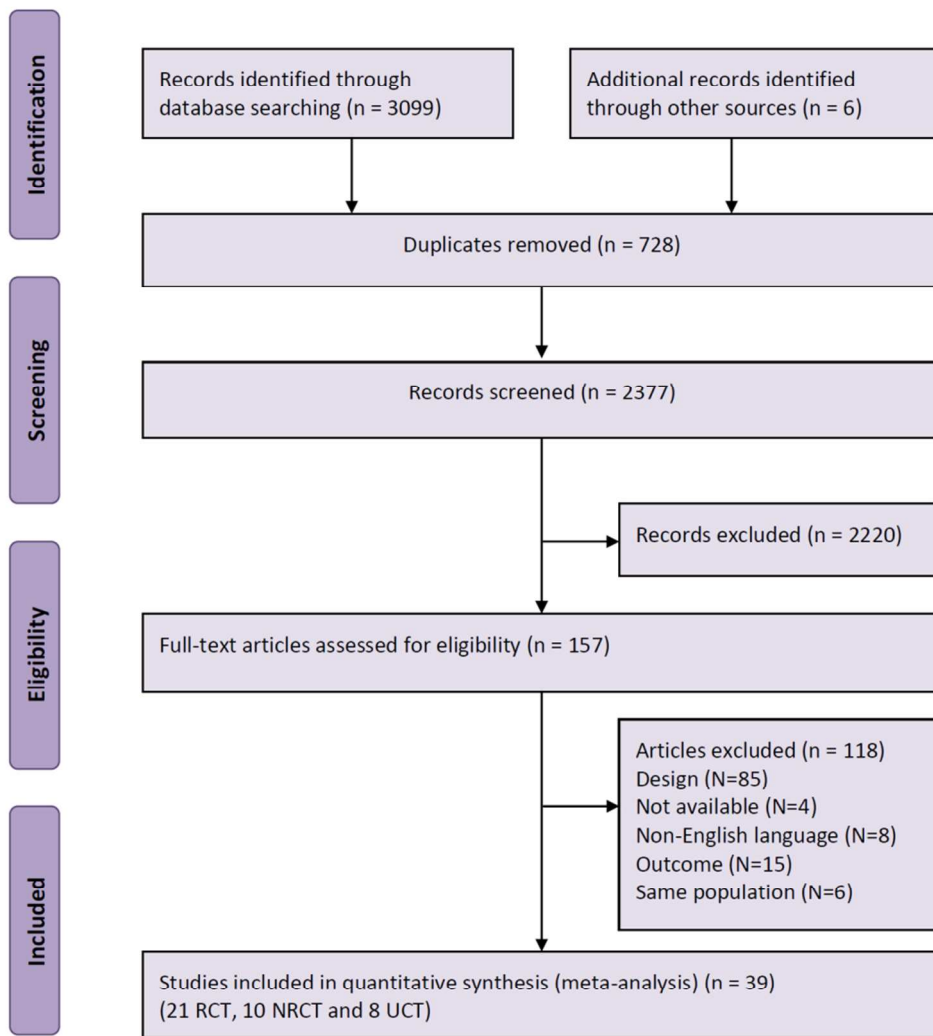 Identification
Records identified through
database searching (n = 3099)
Additional records identified
through other sources (n = 6)
Duplicates removed (n = 728)
Screening
Records screened (n = 2377)
Records excluded (n = 2220)
Eligibility
Full-text articles assessed for eligibility (n = 157)
Articles excluded (n = 118)
Design (N=85)
Not available (N=4)
Non-English language (N=8)
Outcome (N=15)
Same population (N=6)
Included
Studies included in quantitative synthesis (meta-analysis) (n = 39)
(21 RCT, 10 NRCT and 8 UCT)